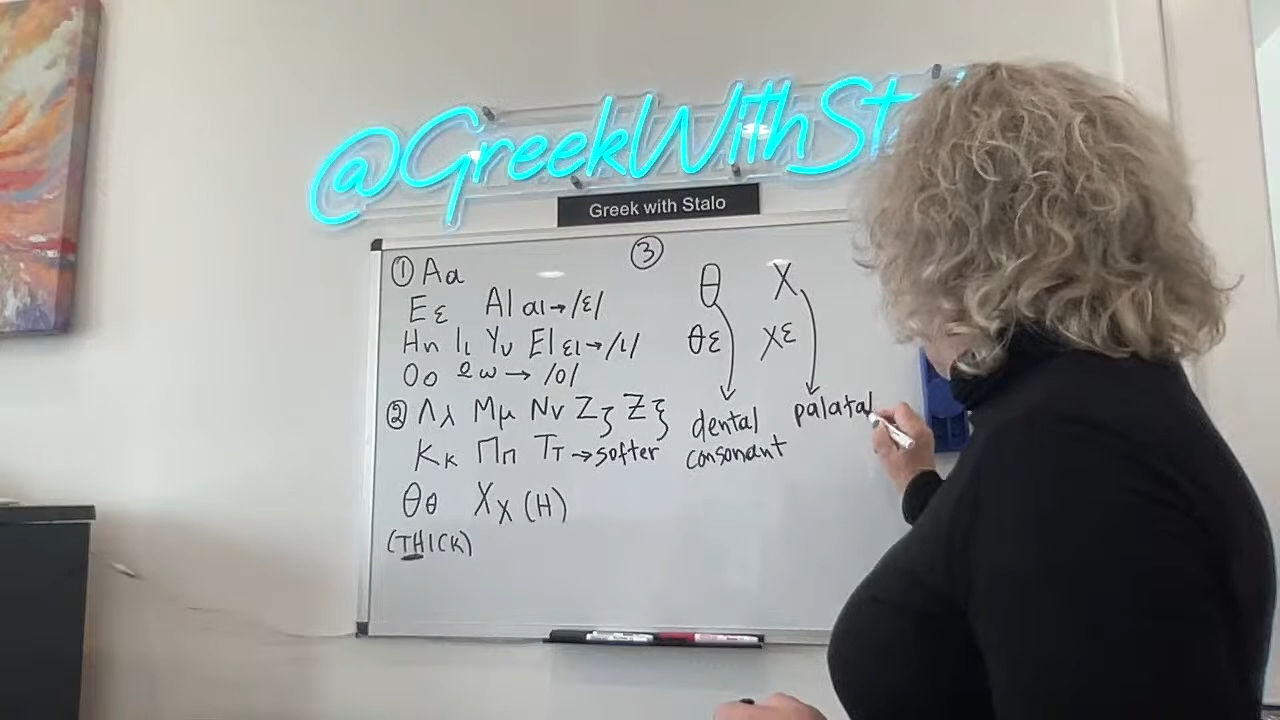 @GreekWithSt
Greek with Stalo
① Αα
Εε ΑΙ αι→/ε/
Ηη Ιι Υυ ΕΙ ει→/ι/
Οο Ωω→/ο/
② Λλ Μμ Νν Ζζ Ξξ
Κκ Ππ Ττ→softer
Θθ Χχ (H)
(THICK)
③
θ χ
θε χε
dental consonant
palatal